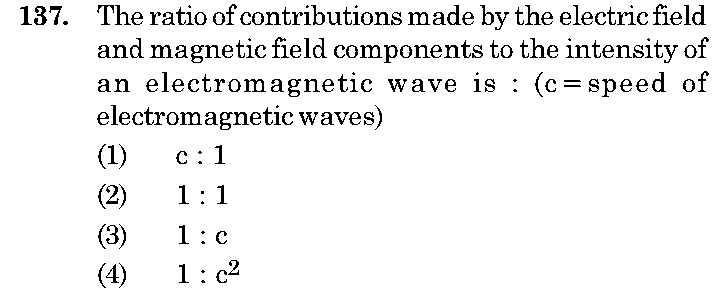 137. The ratio of contributions made by the electric field
and magnetic field components to the intensity of
an electromagnetic wave is : (c = speed of
electromagnetic waves)
(1) c : 1
(2) 1 : 1
(3) 1 : c
(4) 1 : c²